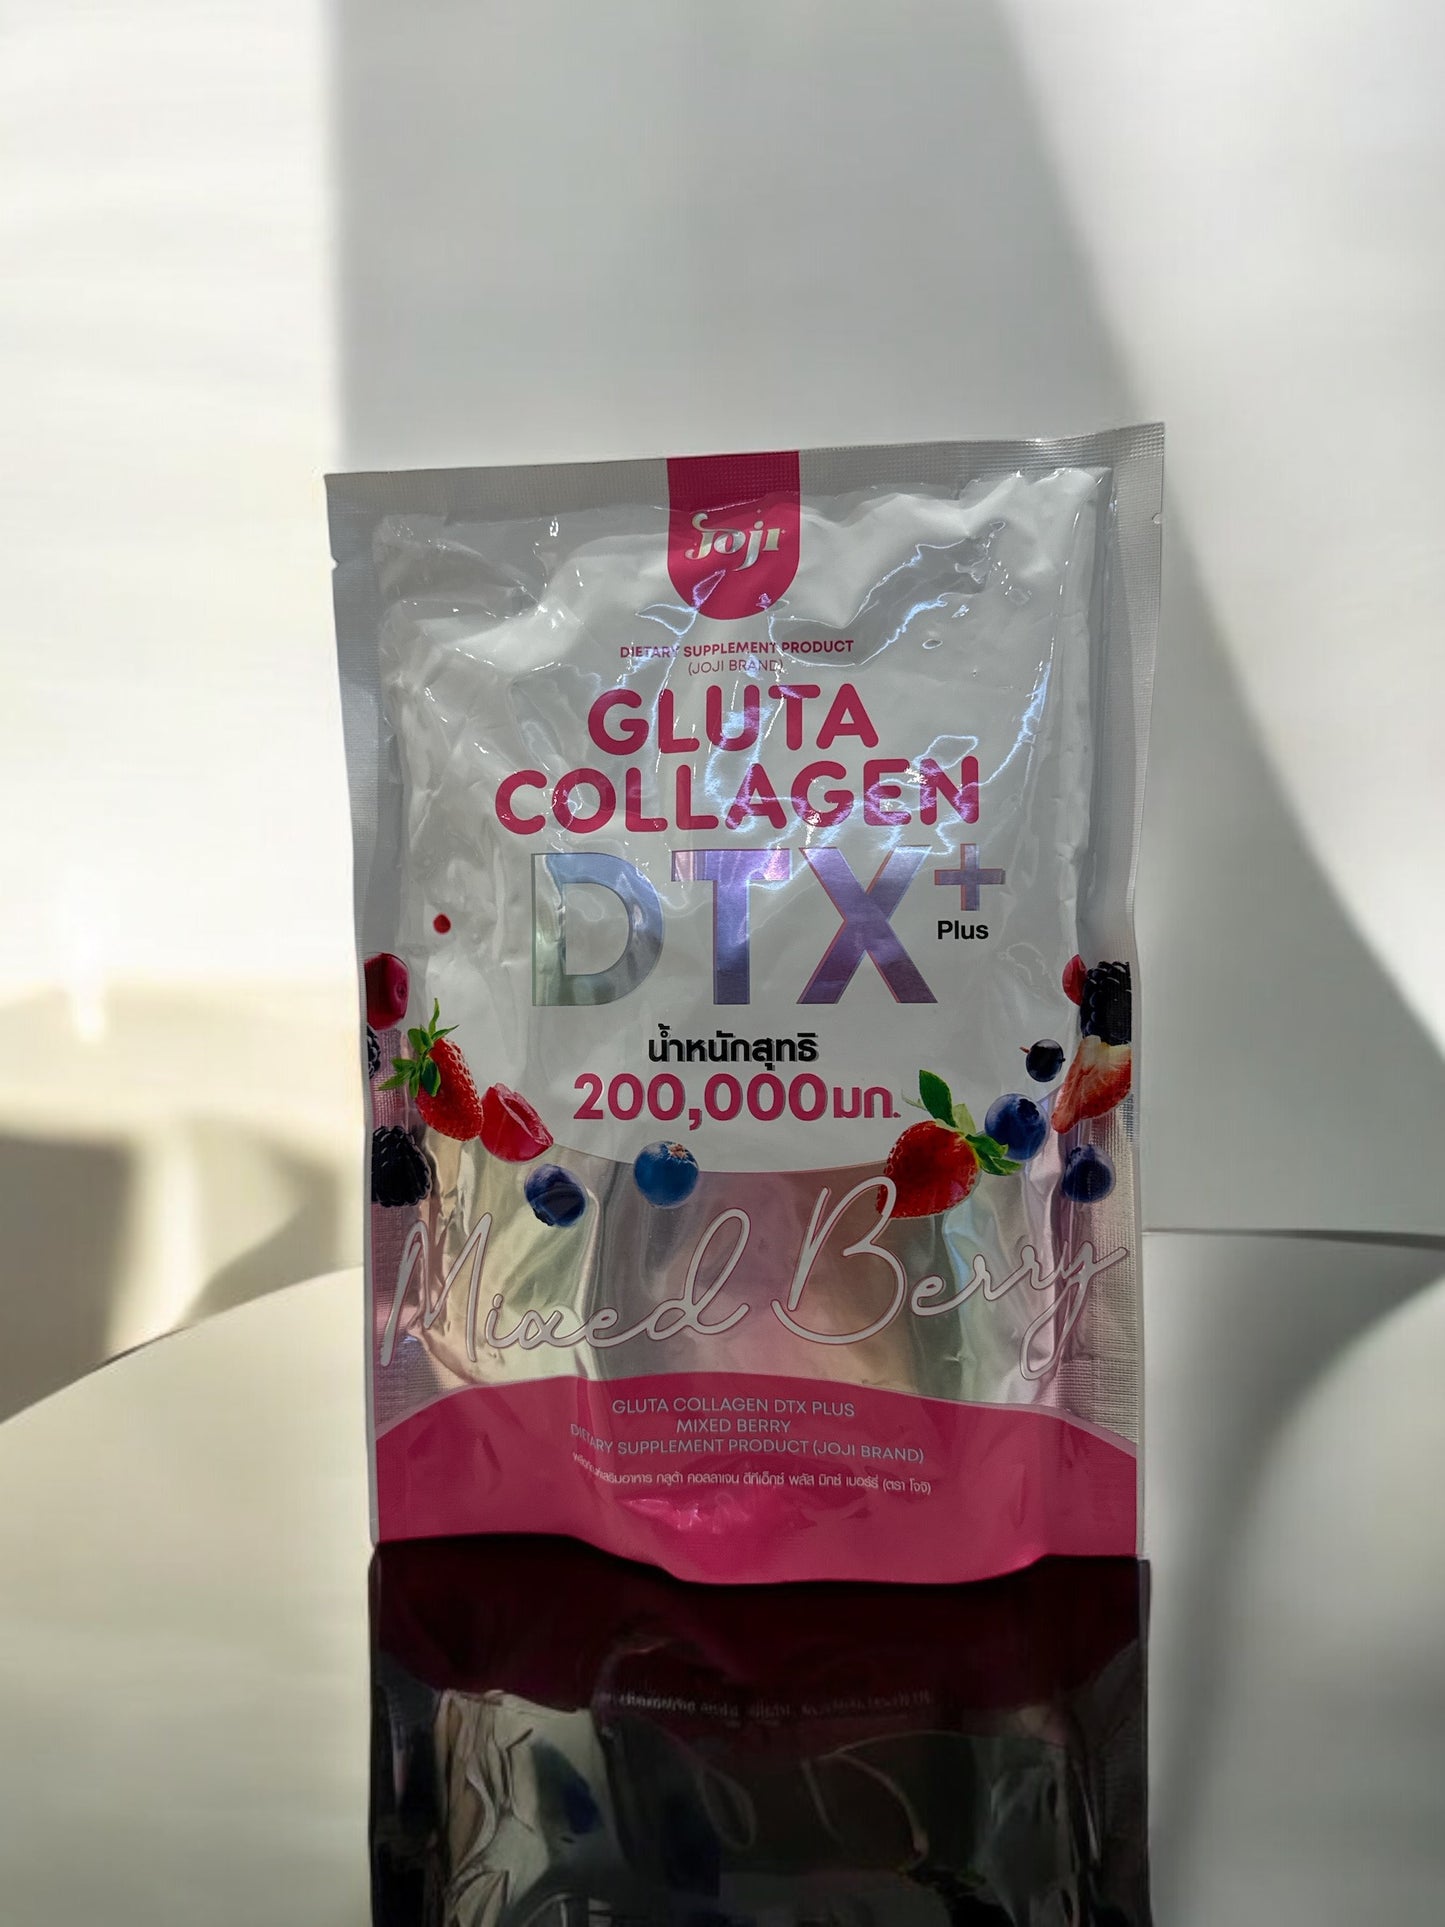 Joji
DIETARY SUPPLEMENT PRODUCT
(JOJI BRAND)
GLUTA
COLLAGEN
DTX+
Plus
น้ำหนักสุทธิ
200,000 มก.
Mixed Berry
GLUTA COLLAGEN DTX PLUS
MIXED BERRY
DIETARY SUPPLEMENT PRODUCT (JOJI BRAND)
ผลิตภัณฑ์เสริมอาหาร กลูต้า คอลลาเจน ดีทีเอ็กซ์ พลัส มิกซ์ เบอร์รี่ (ตรา โจจิ)